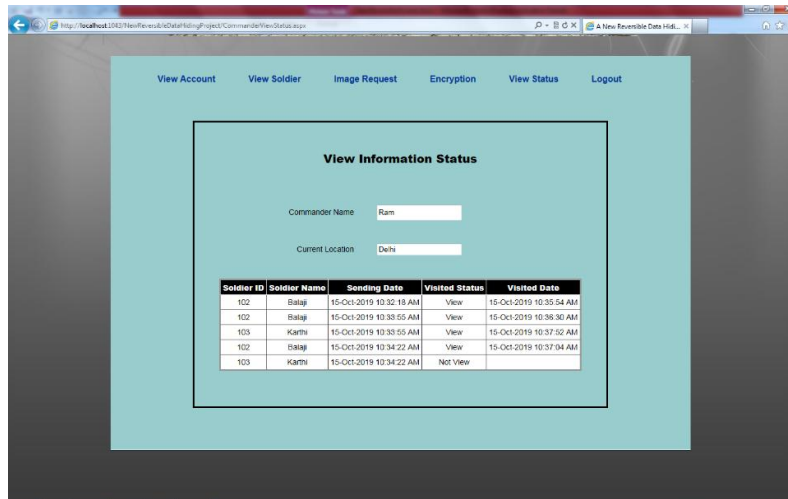 http://localhost:1043/NewReversibleDataHidingProject/CommanderViewStatus.aspx
A New Reversible Data Hidi...
View Account View Soldier Image Request Encryption View Status Logout
View Information Status
Commander Name Ram
Current Location Delhi
Soldier ID Soldier Name Sending Date Visited Status Visited Date
102 Balaji 15-Oct-2019 10:32:18 AM View 15-Oct-2019 10:35:54 AM
102 Balaji 15-Oct-2019 10:33:55 AM View 15-Oct-2019 10:36:30 AM
103 Karthi 15-Oct-2019 10:33:55 AM View 15-Oct-2019 10:37:52 AM
102 Balaji 15-Oct-2019 10:34:22 AM View 15-Oct-2019 10:37:04 AM
103 Karthi 15-Oct-2019 10:34:22 AM Not View